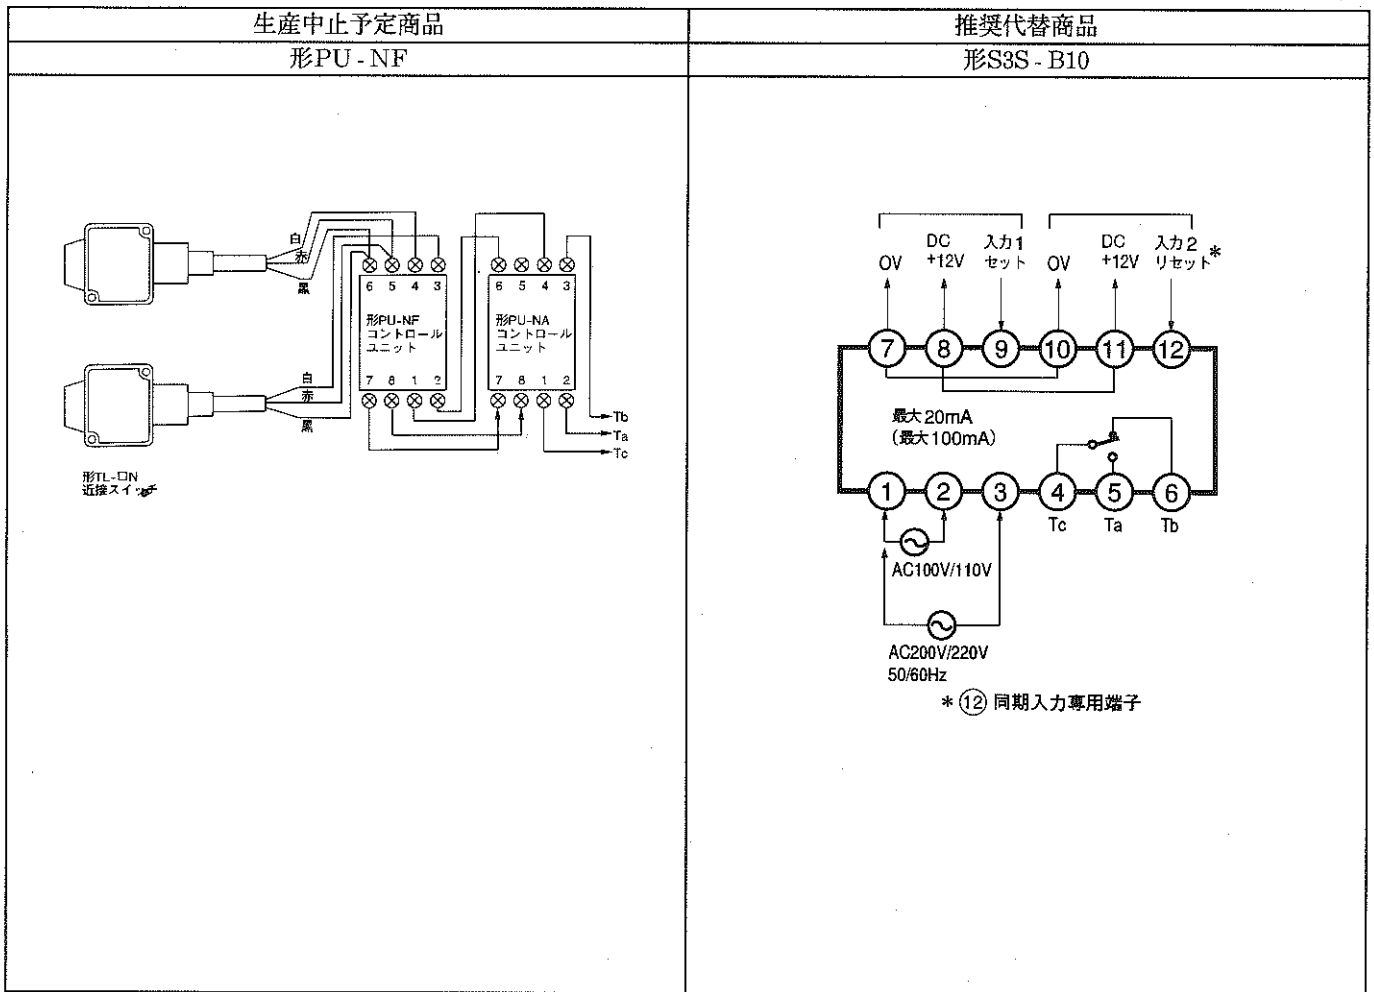 生産中止予定商品
推奨代替商品
形PU-NF
形S3S-B10
白
赤
黒
6 5 4 3
形PU-NF
コントロール
ユニット
7 8 1 2
6 5 4 3
形PU-NA
コントロール
ユニット
7 8 1 2
白
赤
黒
Tb
Ta
Tc
形TL-□N
近接スイッチ
0V
DC
+12V
入力1
セット
0V
DC
+12V
入力2
リセット*
7 8 9 10 11 12
最大20mA
(最大100mA)
1 2 3 4 5 6
Tc Ta Tb
AC100V/110V
AC200V/220V
50/60Hz
*⑫同期入力専用端子